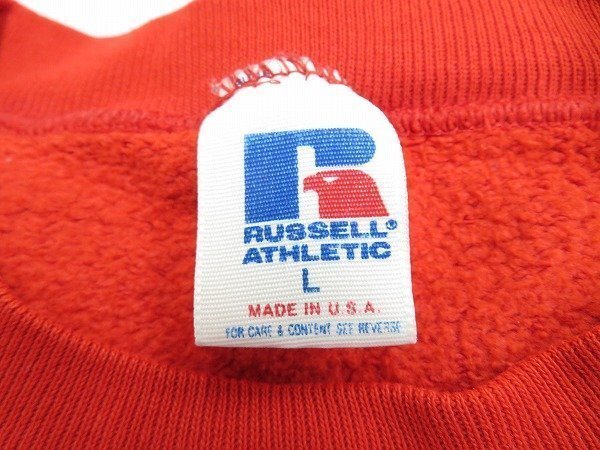 RUSSELL®
ATHLETIC
L
MADE IN U.S.A.
FOR CARE & CONTENT SEE REVERSE